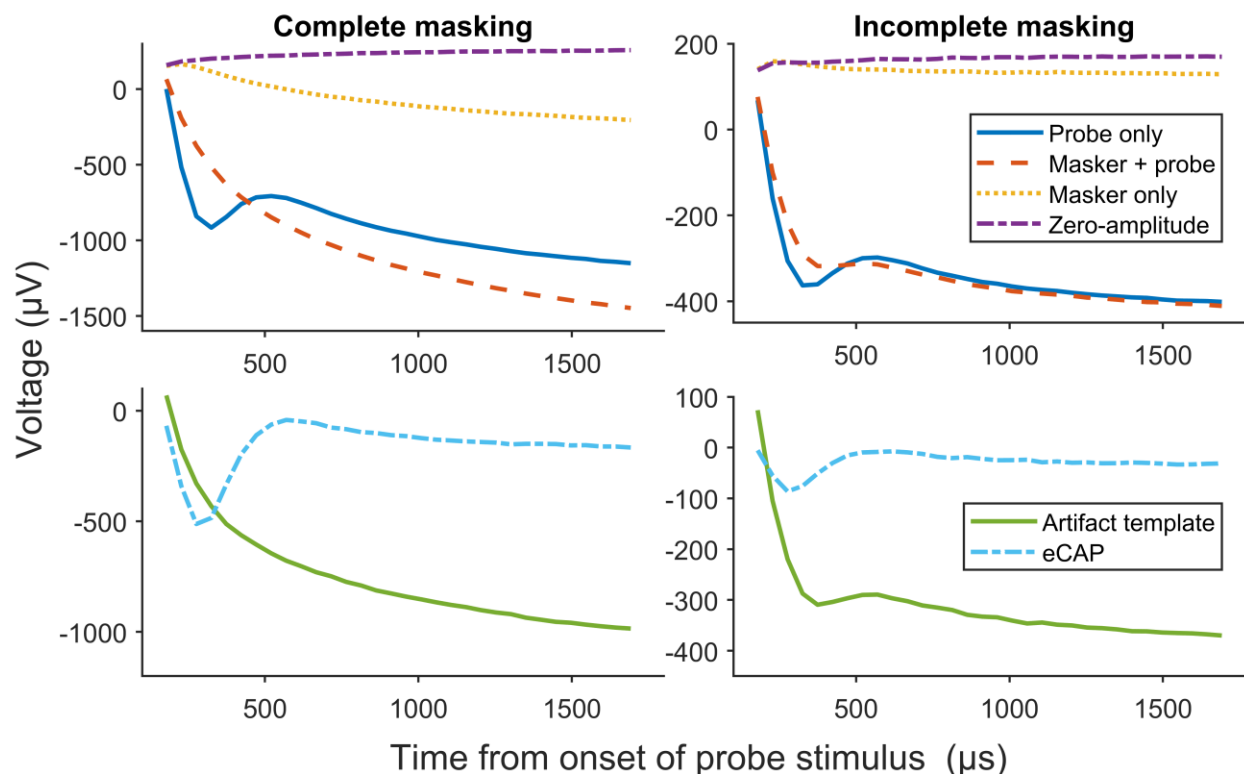 Complete masking
Incomplete masking
0
-500
-1000
-1500
500
1000
1500
200
0
-200
-400
500
1000
1500
Probe only
Masker + probe
Masker only
Zero-amplitude
Voltage (µV)
0
-500
-1000
500
1000
1500
100
0
-100
-200
-300
-400
500
1000
1500
Artifact template
eCAP
Time from onset of probe stimulus (µs)